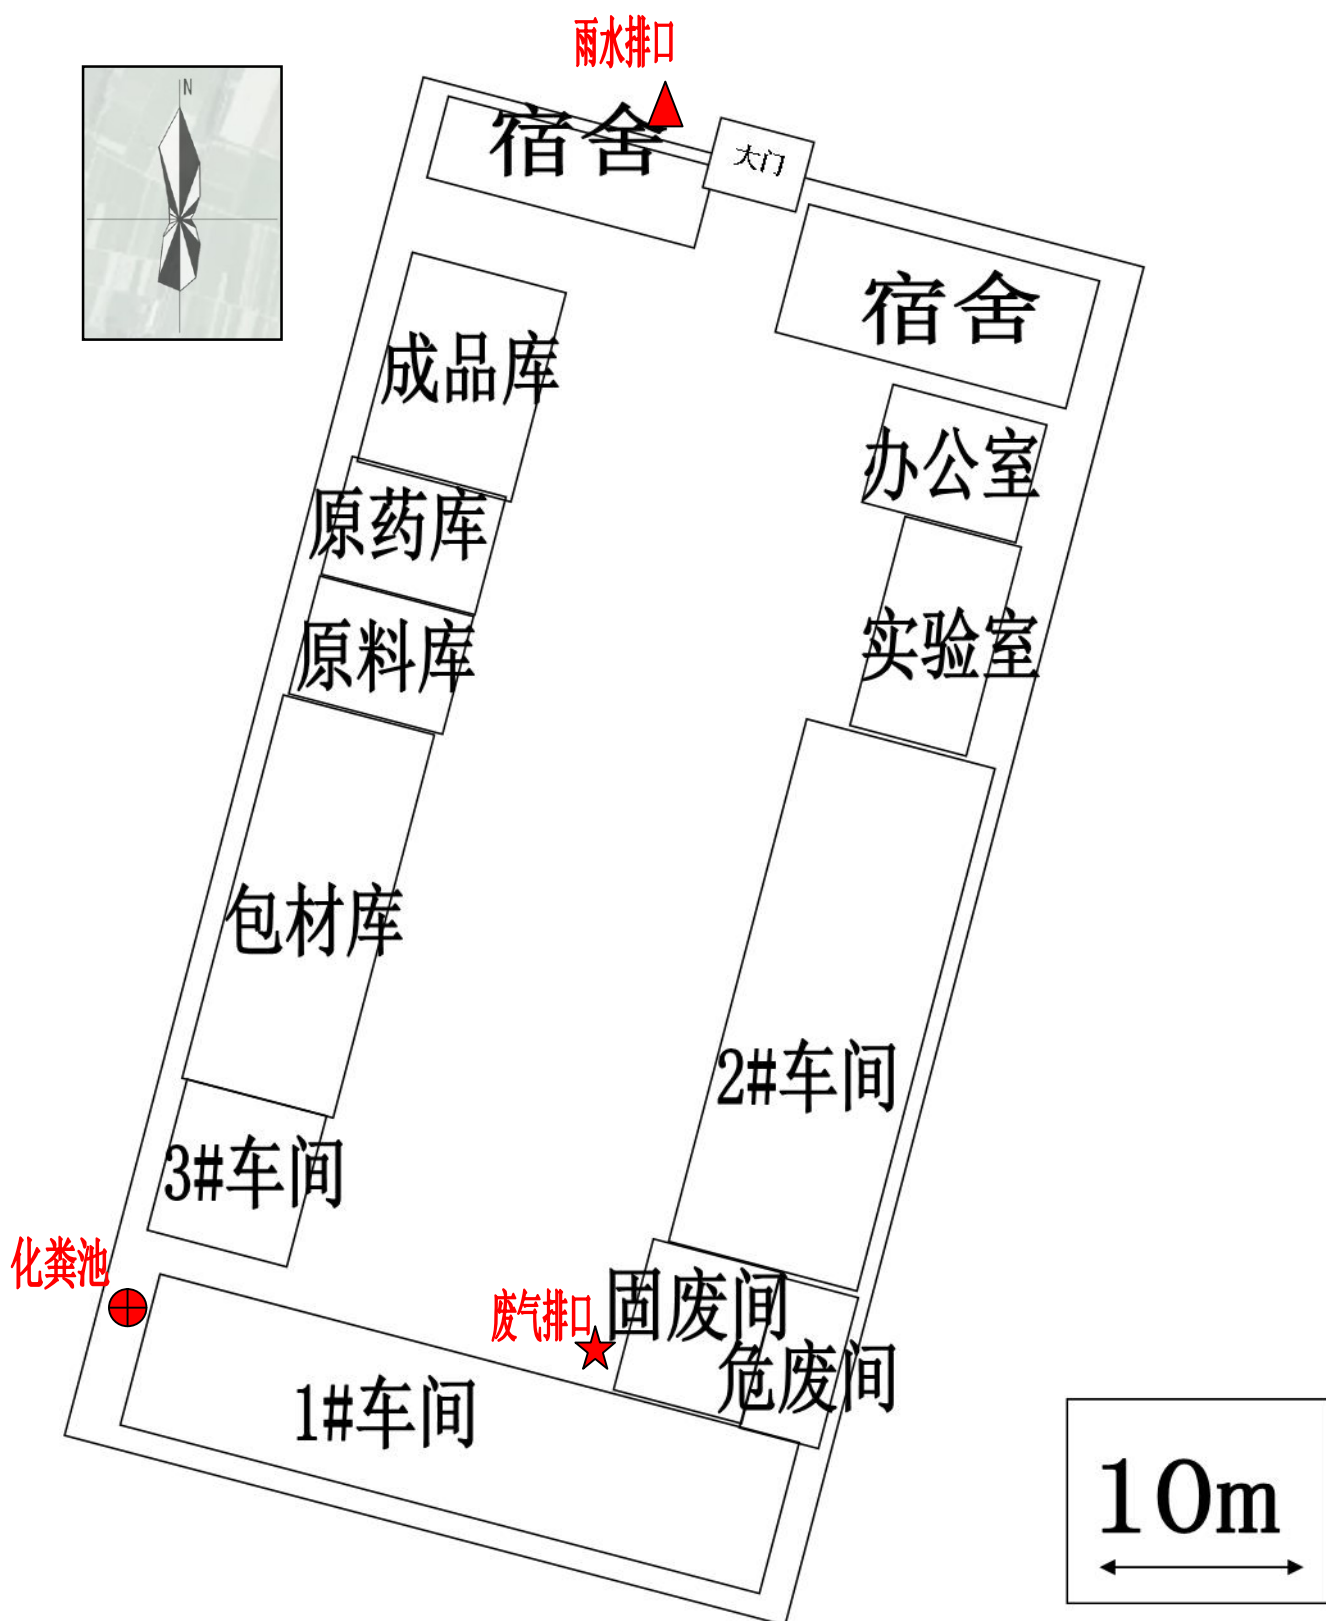 雨水排口
N
宿舍
大门
宿舍
成品库
办公室
原药库
原料库
实验室
包材库
2#车间
3#车间
化粪池
固废间
废气排口
危废间
1#车间
10m